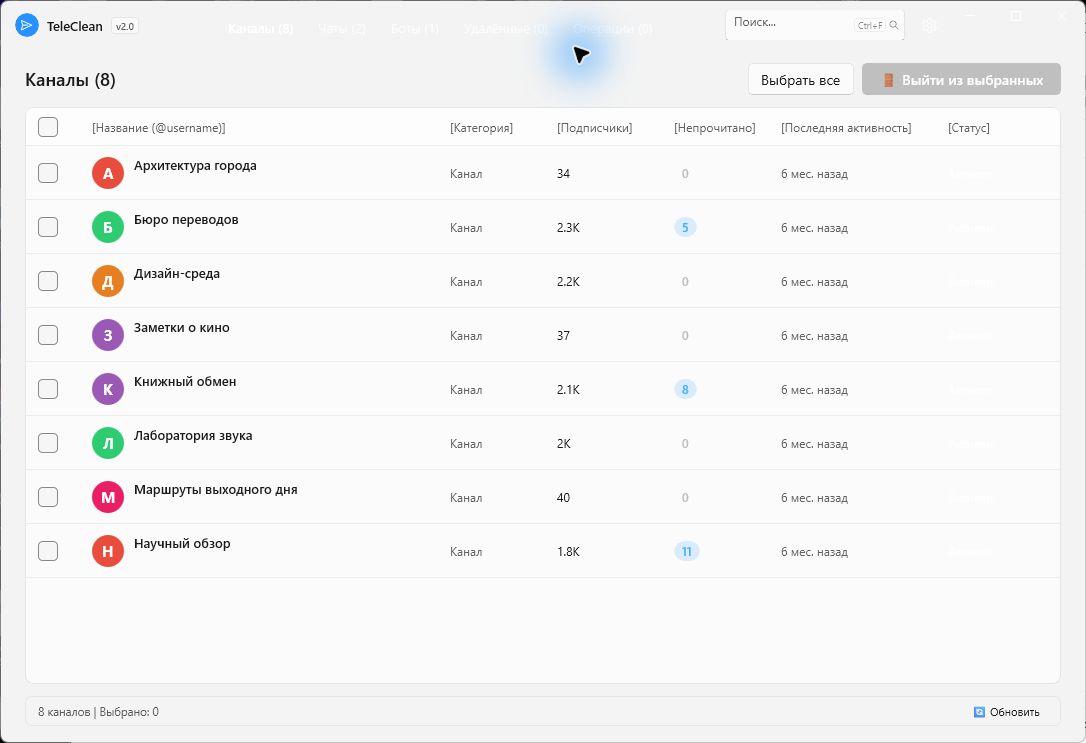 TeleClean v2.0 Каналы (8) Чаты (2) Боты (1) Удалённые (0) Операции (0) Поиск... Ctrl+F
Каналы (8) Выбрать все Выйти из выбранных
[Название (@username)] [Категория] [Подписчики] [Непрочитано] [Последняя активность] [Статус]
А Архитектура города Канал 34 0 6 мес. назад
Б Бюро переводов Канал 2.3K 5 6 мес. назад
Д Дизайн-среда Канал 2.2K 0 6 мес. назад
З Заметки о кино Канал 37 0 6 мес. назад
К Книжный обмен Канал 2.1K 8 6 мес. назад
Л Лаборатория звука Канал 2K 0 6 мес. назад
М Маршруты выходного дня Канал 40 0 6 мес. назад
Н Научный обзор Канал 1.8K 11 6 мес. назад
8 каналов | Выбрано: 0 Обновить